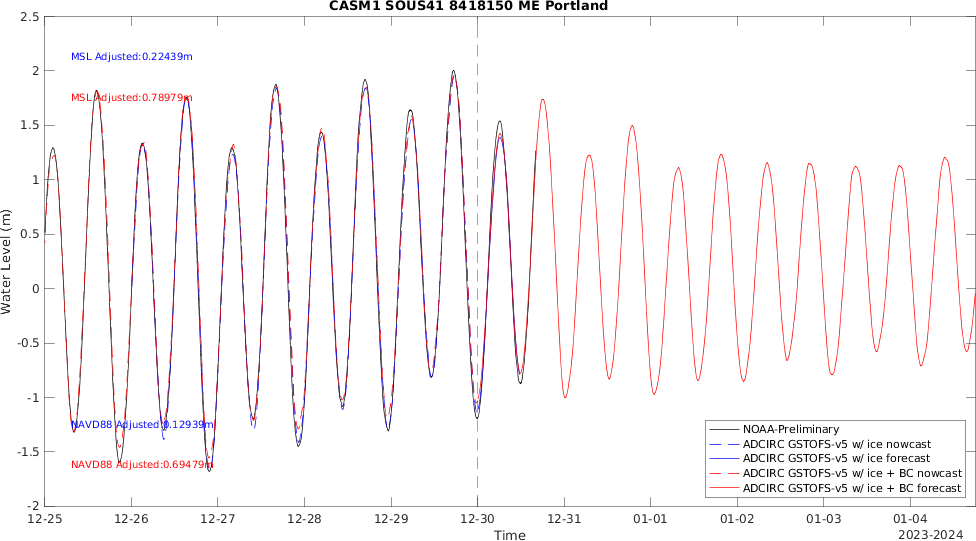 CASM1 SOUS41 8418150 ME Portland
2.5
2
1.5
1
0.5
0
-0.5
-1
-1.5
-2
Water Level (m)
MSL Adjusted:0.22439m
MSL Adjusted:0.78979m
NAVD88 Adjusted:0.12939m
NAVD88 Adjusted:0.69479m
NOAA-Preliminary
ADCIRC GSTOFS-v5 w/ ice nowcast
ADCIRC GSTOFS-v5 w/ ice forecast
ADCIRC GSTOFS-v5 w/ ice + BC nowcast
ADCIRC GSTOFS-v5 w/ ice + BC forecast
12-25 12-26 12-27 12-28 12-29 12-30 12-31 01-01 01-02 01-03 01-04
Time
2023-2024